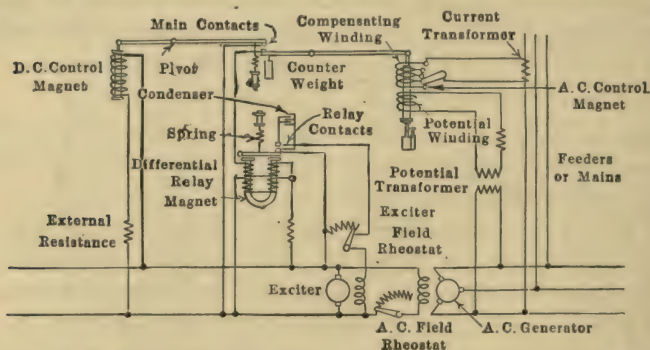 Main Contacts
Compensating
Winding
Current
Transformer
D.C. Control
Magnet
Pivot
Counter
Weight
Condenser
A.C. Control
Magnet
Relay
Contacts
Spring
Potential
Winding
Differential
Relay
Magnet
Potential
Transformer
Feeders
or Mains
External
Resistance
Exciter
Field
Rheostat
Exciter
A.C. Field
Rheostat
A.C. Generator